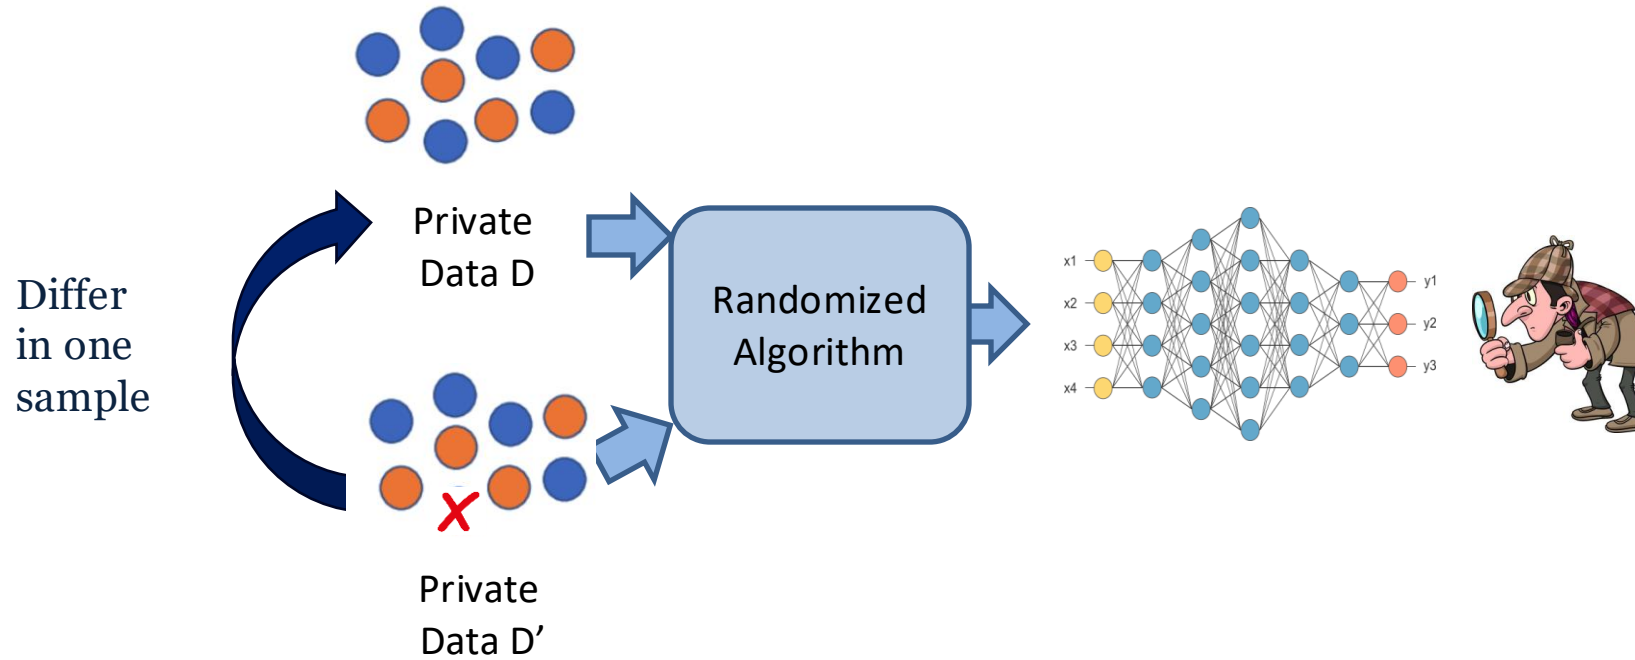 Differ
in one
sample
Private
Data D
Private
Data D’
Randomized
Algorithm
x1
x2
x3
x4
y1
y2
y3